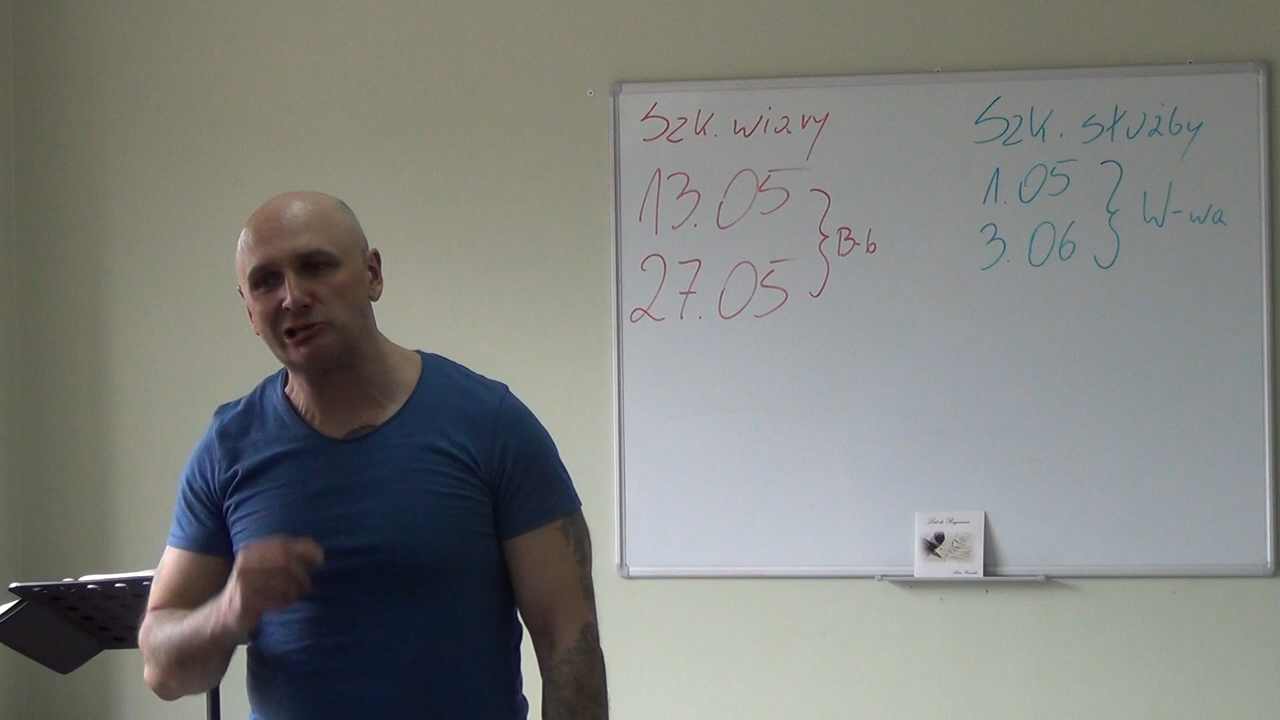 Szk. wiary
13.05
27.05
B-b
Szk. służby
1.05
3.06
W-wa